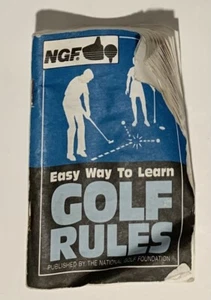 NGF®
Easy Way To Learn
GOLF
RULES
PUBLISHED BY THE NATIONAL GOLF FOUNDATION